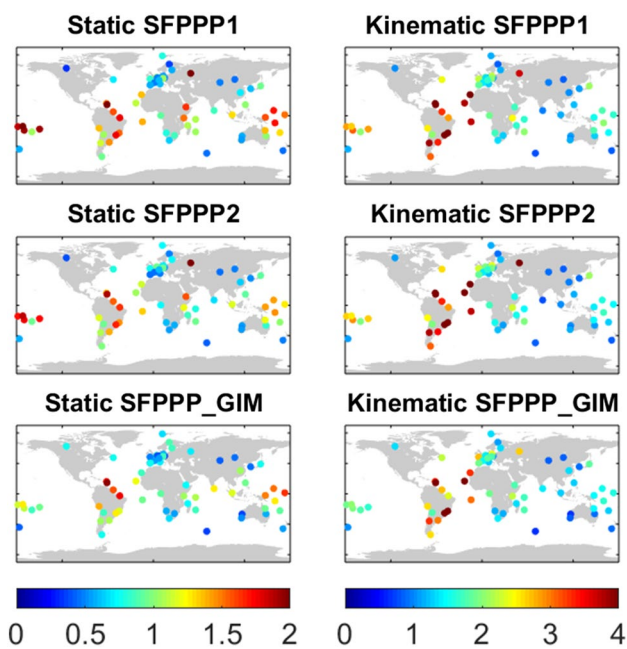 Static SFPPP1 Kinematic SFPPP1
Static SFPPP2 Kinematic SFPPP2
Static SFPPP_GIM Kinematic SFPPP_GIM
0 0.5 1 1.5 2 0 1 2 3 4